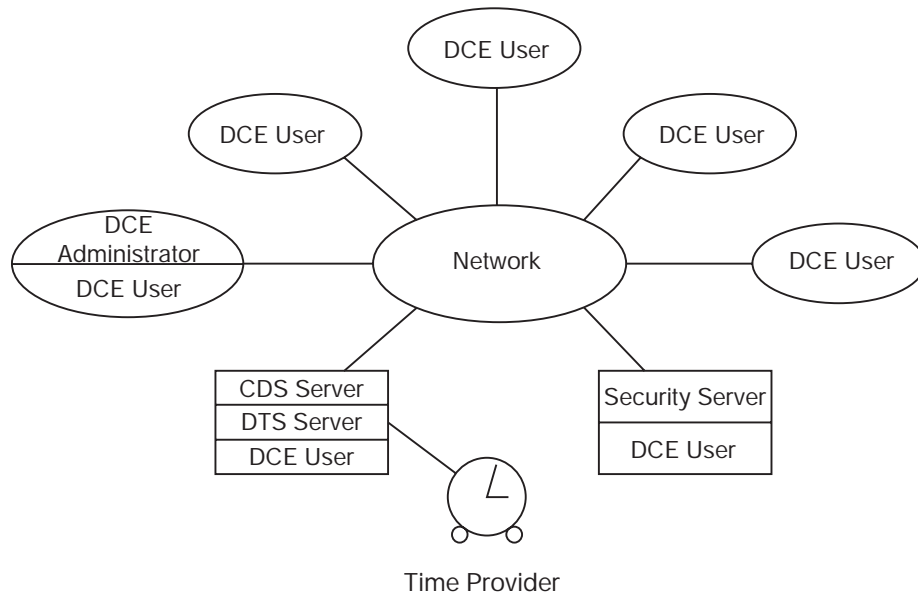 DCE User
DCE User
DCE User
DCE
Administrator
DCE User
Network
DCE User
CDS Server
DTS Server
DCE User
Security Server
DCE User
Time Provider